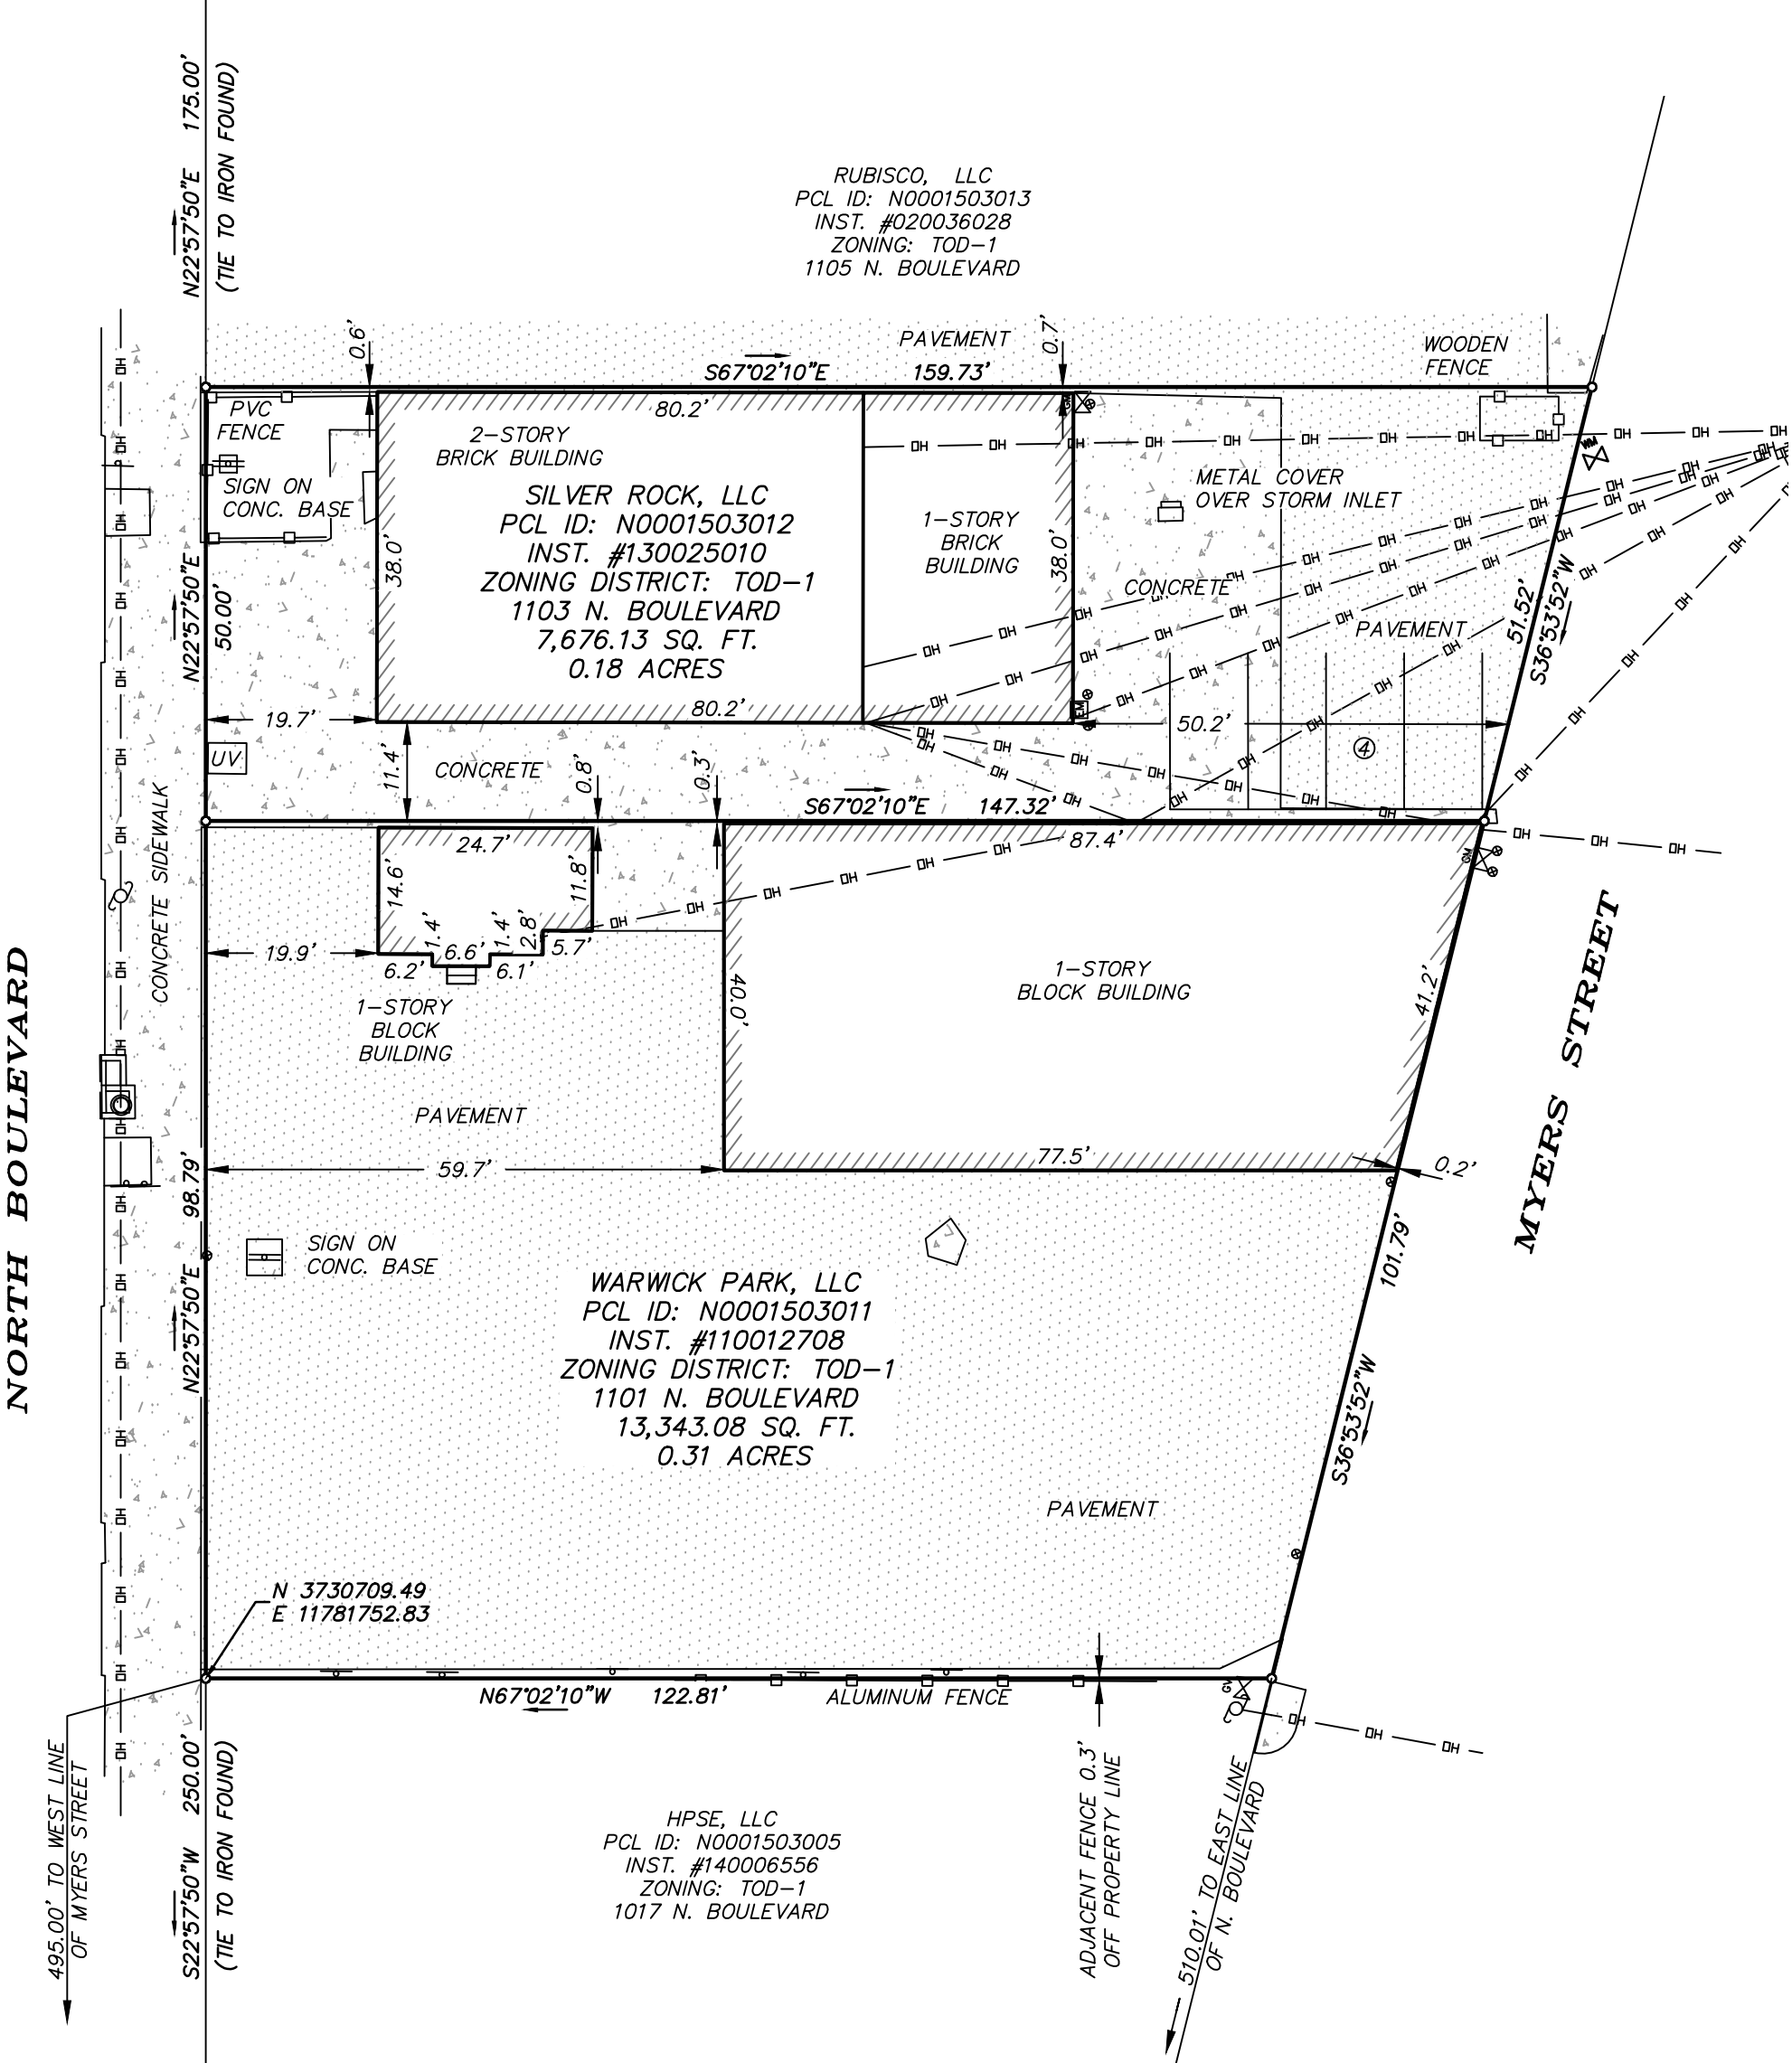 N22°57'50"E 175.00'
(TIE TO IRON FOUND)
RUBISCO, LLC
PCL ID: N0001503013
INST. #020036028
ZONING: TOD-1
1105 N. BOULEVARD
0.6'
PAVEMENT
0.7'
S67°02'10"E 159.73'
WOODEN
FENCE
PVC
FENCE
80.2'
GM
2-STORY
BRICK BUILDING
SIGN ON
CONC. BASE
SILVER ROCK, LLC
PCL ID: N0001503012
INST. #130025010
ZONING DISTRICT: TOD-1
1103 N. BOULEVARD
7,676.13 SQ. FT.
0.18 ACRES
38.0'
1-STORY
BRICK
BUILDING
38.0'
METAL COVER
OVER STORM INLET
WM
CONCRETE
PAVEMENT
51.52'
S36°53'52"W
N22°57'50"E
50.00'
19.7'
80.2'
EM
50.2'
4
UV
11.4'
CONCRETE
0.8'
0.3'
S67°02'10"E 147.32'
CONCRETE SIDEWALK
24.7'
14.6'
11.8'
87.4'
GM
1.4'
6.6'
1.4'
2.8'
5.7'
19.9'
6.2'
6.1'
1-STORY
BLOCK
BUILDING
40.0'
1-STORY
BLOCK BUILDING
41.2'
MYERS STREET
NORTH BOULEVARD
PAVEMENT
59.7'
77.5'
0.2'
N22°57'50"E 98.79'
SIGN ON
CONC. BASE
101.79'
S36°53'52"W
WARWICK PARK, LLC
PCL ID: N0001503011
INST. #110012708
ZONING DISTRICT: TOD-1
1101 N. BOULEVARD
13,343.08 SQ. FT.
0.31 ACRES
PAVEMENT
N 3730709.49
E 11781752.83
N67°02'10"W 122.81'
ALUMINUM FENCE
GV
495.00' TO WEST LINE
OF MYERS STREET
S22°57'50"W 250.00'
(TIE TO IRON FOUND)
HPSE, LLC
PCL ID: N0001503005
INST. #140006556
ZONING: TOD-1
1017 N. BOULEVARD
ADJACENT FENCE 0.3'
OFF PROPERTY LINE
510.01' TO EAST LINE
OF N. BOULEVARD